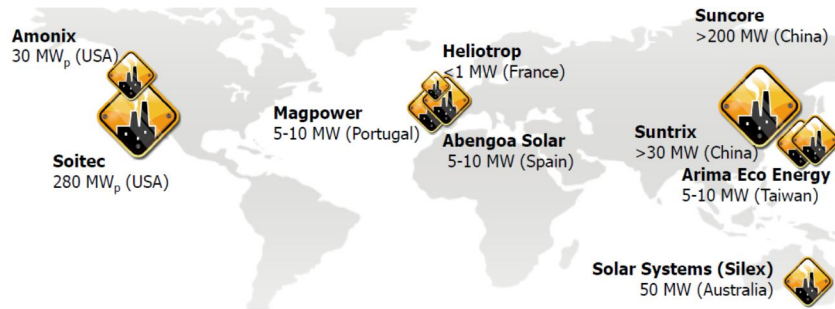 Amonix
30 MWp (USA)
Soitec
280 MWp (USA)
Heliotrop
<1 MW (France)
Magpower
5-10 MW (Portugal)
Abengoa Solar
5-10 MW (Spain)
Suncore
>200 MW (China)
Suntrix
>30 MW (China)
Arima Eco Energy
5-10 MW (Taiwan)
Solar Systems (Silex)
50 MW (Australia)